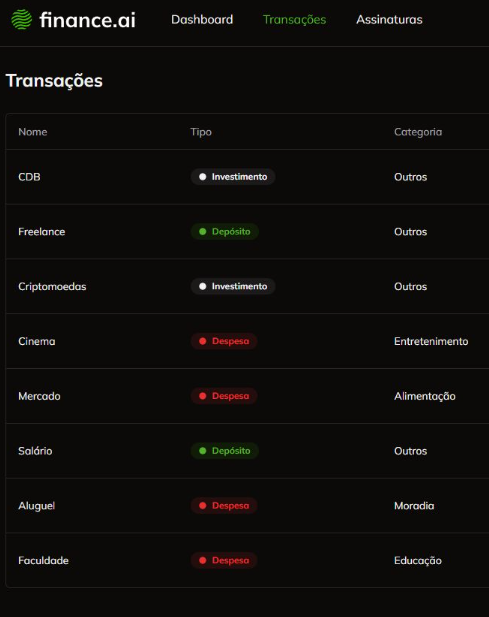 finance.ai Dashboard Transações Assinaturas
Transações
Nome Tipo Categoria
CDB Investimento Outros
Freelance Depósito Outros
Criptomoedas Investimento Outros
Cinema Despesa Entretenimento
Mercado Despesa Alimentação
Salário Depósito Outros
Aluguel Despesa Moradia
Faculdade Despesa Educação